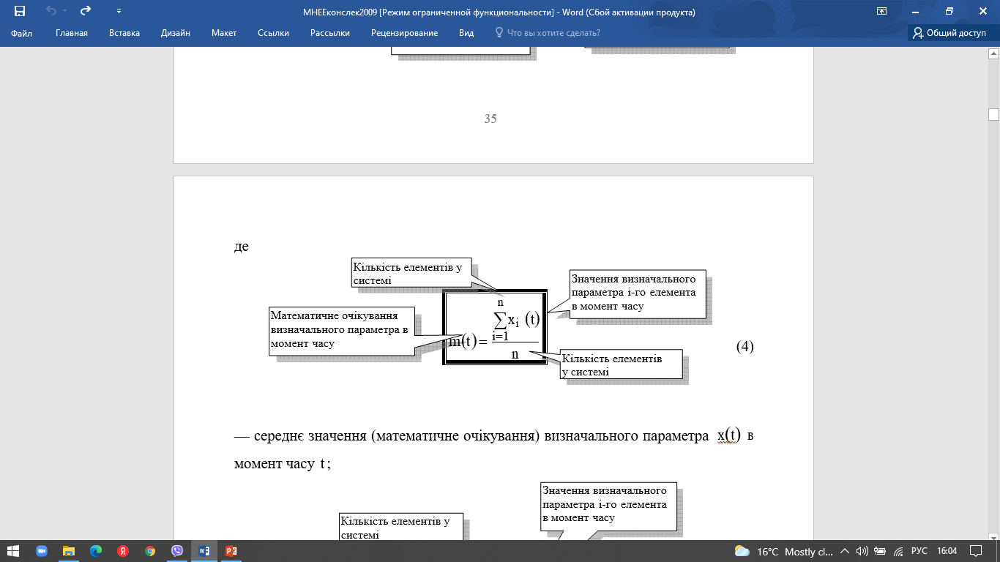 МНЕЕконслек2009 [Режим ограниченной функциональности] - Word (Сбой активации продукта)
Файл Главная Вставка Дизайн Макет Ссылки Рассылки Рецензирование Вид Что вы хотите сделать? Общий доступ
35
де
Кількість елементів у
системі
Значення визначального
параметра i-го елемента
в момент часу
Математичне очікування
визначального параметра в
момент часу
n
∑xᵢ (t)
m(t) = i=1
n
Кількість елементів
у системі
(4)
— середнє значення (математичне очікування) визначального параметра x(t) в
момент часу t;
Значення визначального
параметра i-го елемента
в момент часу
Кількість елементів у
системі
16°C Mostly cl... РУС 16:04